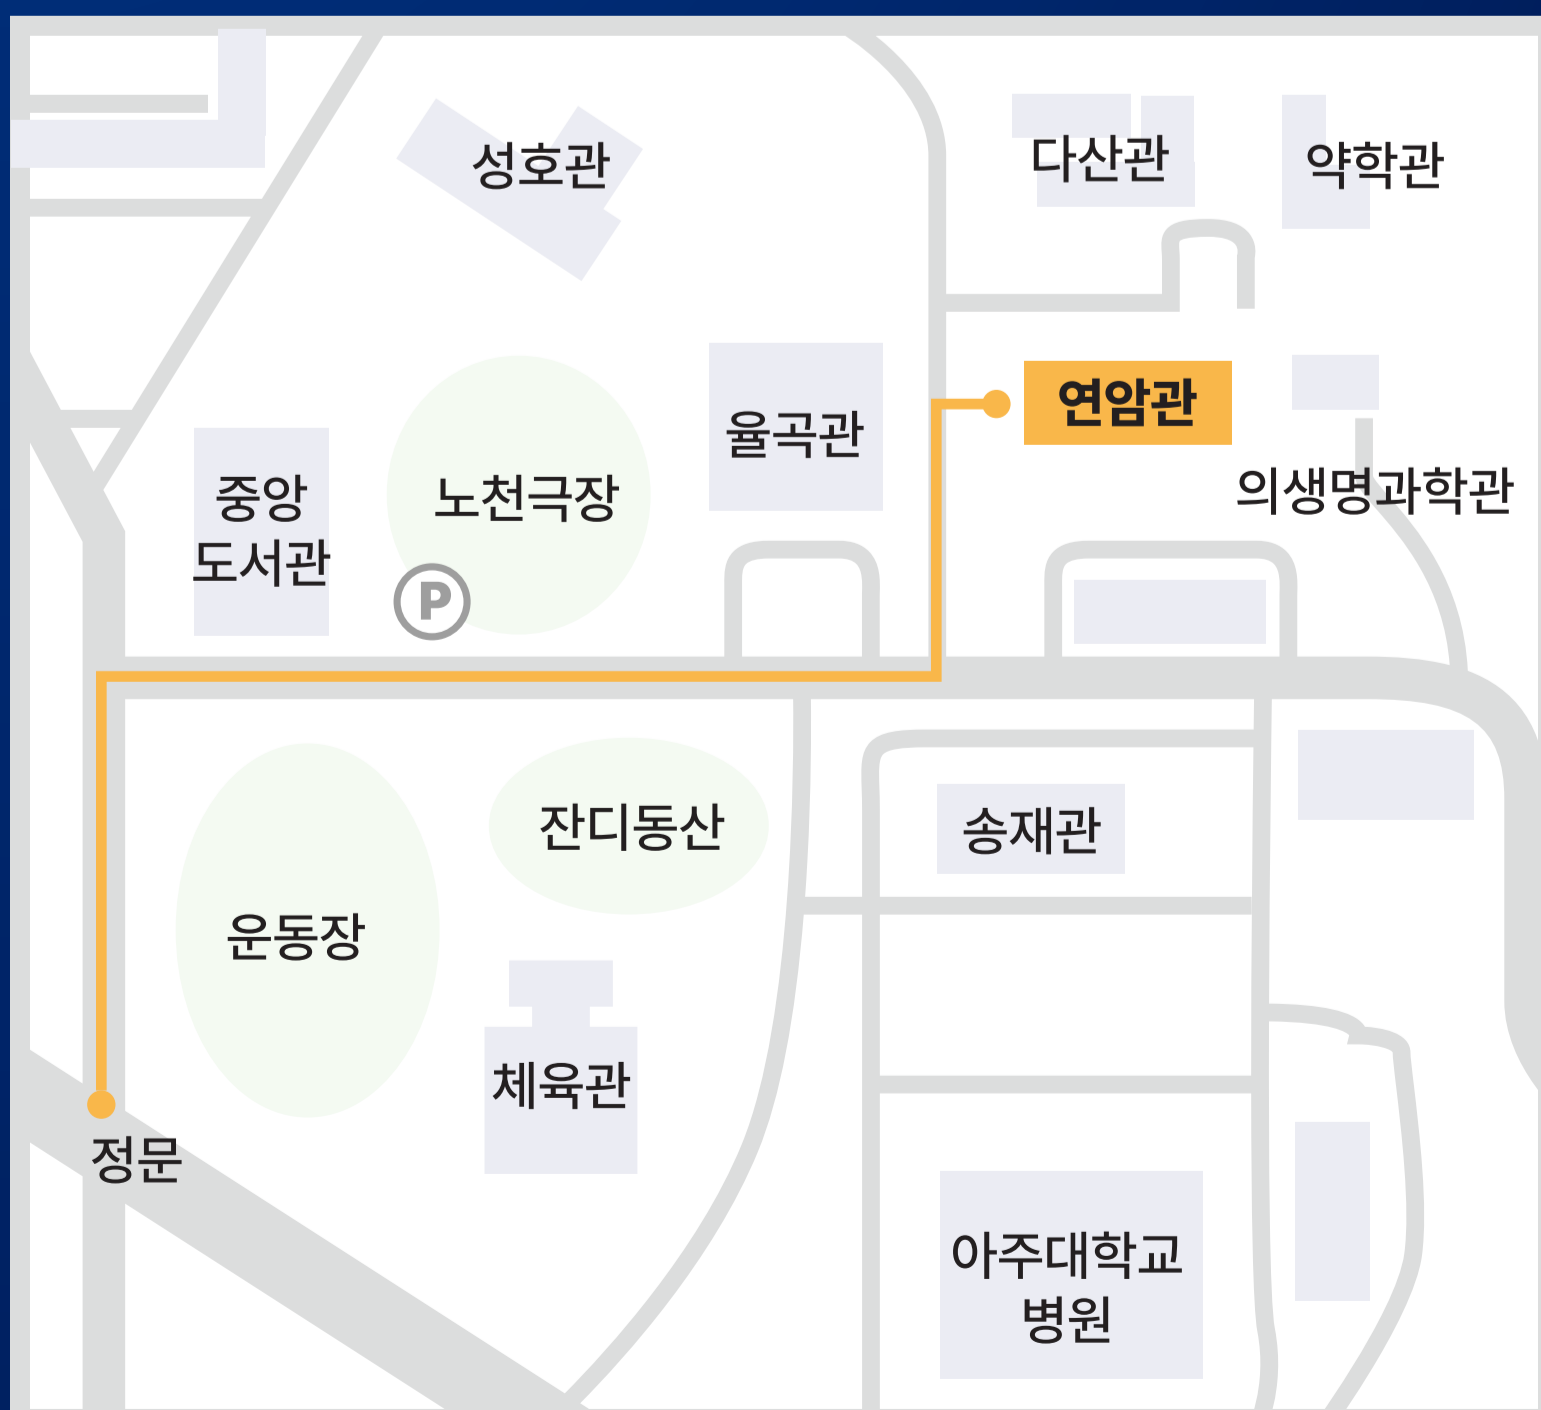 성호관
다산관
약학관
연암관
율곡관
의생명과학관
중앙
도서관
노천극장
P
잔디동산
송재관
운동장
체육관
정문
아주대학교
병원